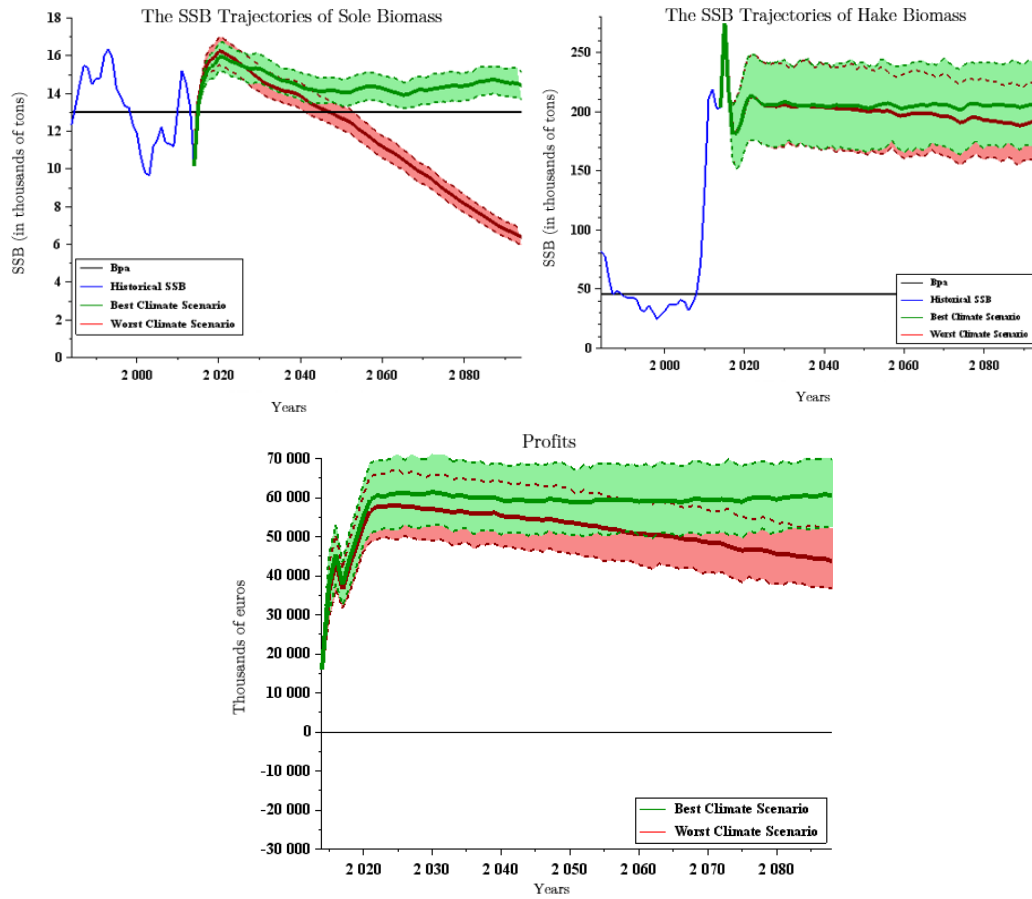 The SSB Trajectories of Sole Biomass
18
16
14
12
10
8
6
4
2
0
SSB (in thousands of tons)
Bpa
Historical SSB
Best Climate Scenario
Worst Climate Scenario
2 000
2 020
2 040
2 060
2 080
Years
The SSB Trajectories of Hake Biomass
250
200
150
100
50
0
SSB (in thousands of tons)
Bpa
Historical SSB
Best Climate Scenario
Worst Climate Scenario
2 000
2 020
2 040
2 060
2 080
Years
Profits
70 000
60 000
50 000
40 000
30 000
20 000
10 000
0
-10 000
-20 000
-30 000
Thousands of euros
Best Climate Scenario
Worst Climate Scenario
2 020
2 030
2 040
2 050
2 060
2 070
2 080
Years